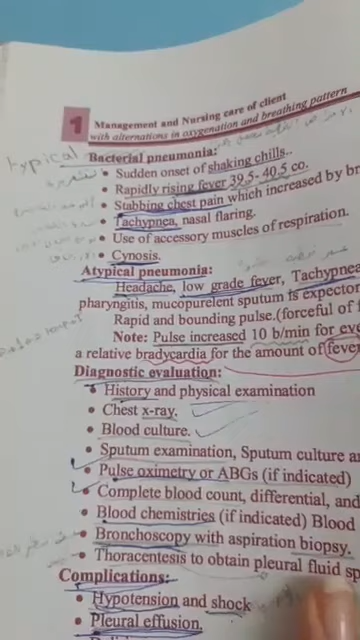 1
Management and Nursing care of client
with alternations in oxygenation and breathing pattern
typical
Bacterial pneumonia:
• Sudden onset of shaking chills..
• Rapidly rising fever 39.5- 40.5 co.
• Stabbing chest pain which increased by br
• Tachypnea, nasal flaring.
• Use of accessory muscles of respiration.
• Cynosis.
Atypical pneumonia:
Headache, low grade fever, Tachypnea
pharyngitis, mucopurelent sputum is expector
Rapid and bounding pulse.(forceful of
Note: Pulse increased 10 b/min for eve
a relative bradycardia for the amount of fever
Diagnostic evaluation:
• History and physical examination
• Chest x-ray.
• Blood culture.
• Sputum examination, Sputum culture an
• Pulse oximetry or ABGs (if indicated)
• Complete blood count, differential, and
• Blood chemistries (if indicated) Blood
• Bronchoscopy with aspiration biopsy.
• Thoracentesis to obtain pleural fluid sp
Complications:
• Hypotension and shock
• Pleural effusion.